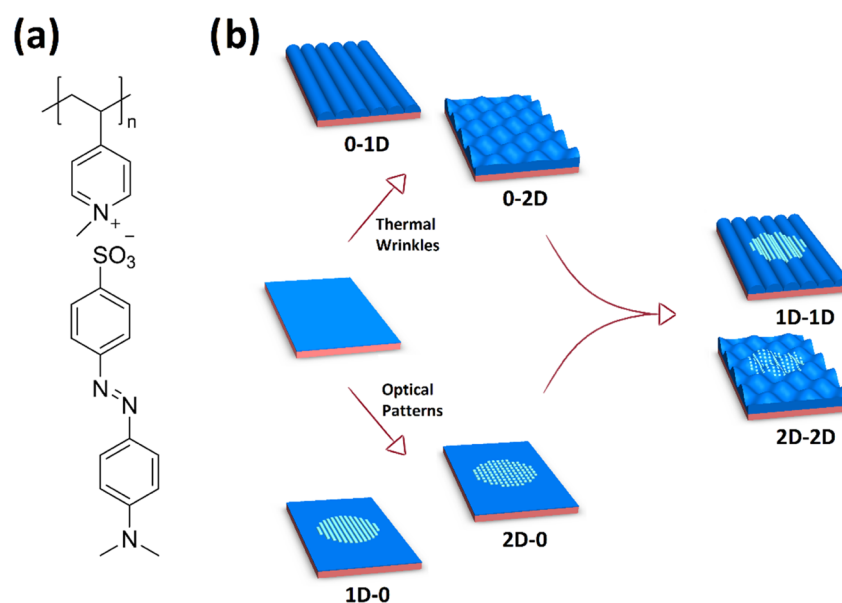 (a)
(b)
n
N
+
−
SO3
N
N
N
0-1D
0-2D
Thermal
Wrinkles
1D-1D
Optical
Patterns
2D-2D
2D-0
1D-0